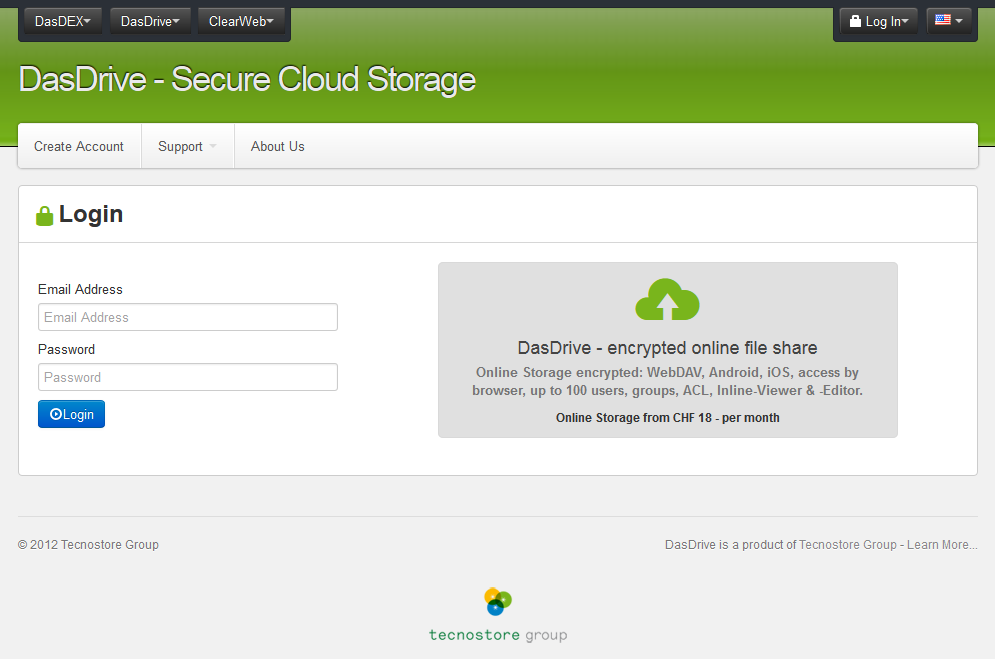 DasDEX DasDrive ClearWeb Log In
DasDrive - Secure Cloud Storage
Create Account Support About Us
Login
Email Address
Email Address
Password
Password
Login
DasDrive - encrypted online file share
Online Storage encrypted: WebDAV, Android, iOS, access by
browser, up to 100 users, groups, ACL, Inline-Viewer & -Editor.
Online Storage from CHF 18 - per month
© 2012 Tecnostore Group
DasDrive is a product of Tecnostore Group - Learn More...
tecnostore group